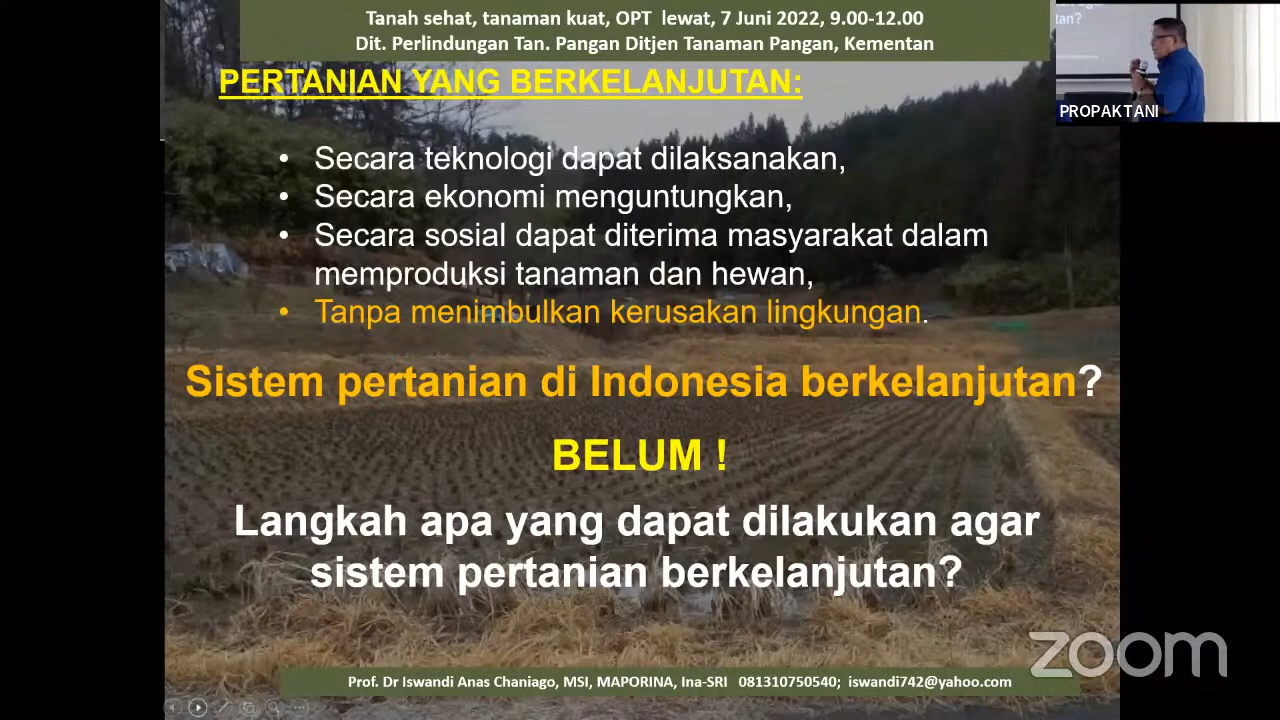 Tanah sehat, tanaman kuat, OPT lewat, 7 Juni 2022, 9.00-12.00
Dit. Perlindungan Tan. Pangan Ditjen Tanaman Pangan, Kementan
PERTANIAN YANG BERKELANJUTAN:
• Secara teknologi dapat dilaksanakan,
• Secara ekonomi menguntungkan,
• Secara sosial dapat diterima masyarakat dalam
memproduksi tanaman dan hewan,
• Tanpa menimbulkan kerusakan lingkungan.
Sistem pertanian di Indonesia berkelanjutan?
BELUM !
Langkah apa yang dapat dilakukan agar
sistem pertanian berkelanjutan?
Prof. Dr Iswandi Anas Chaniago, MSI, MAPORINA, Ina-SRI 081310750540; iswandi742@yahoo.com
PROPAKTANI
zoom